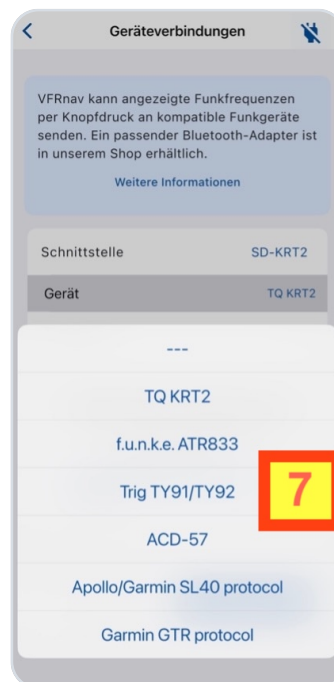 Geräteverbindungen
VFRnav kann angezeigte Funkfrequenzen
per Knopfdruck an kompatible Funkgeräte
senden. Ein passender Bluetooth-Adapter ist
in unserem Shop erhältlich.
Weitere Informationen
Schnittstelle SD-KRT2
Gerät TQ KRT2
---
TQ KRT2
f.u.n.k.e. ATR833
Trig TY91/TY92
7
ACD-57
Apollo/Garmin SL40 protocol
Garmin GTR protocol